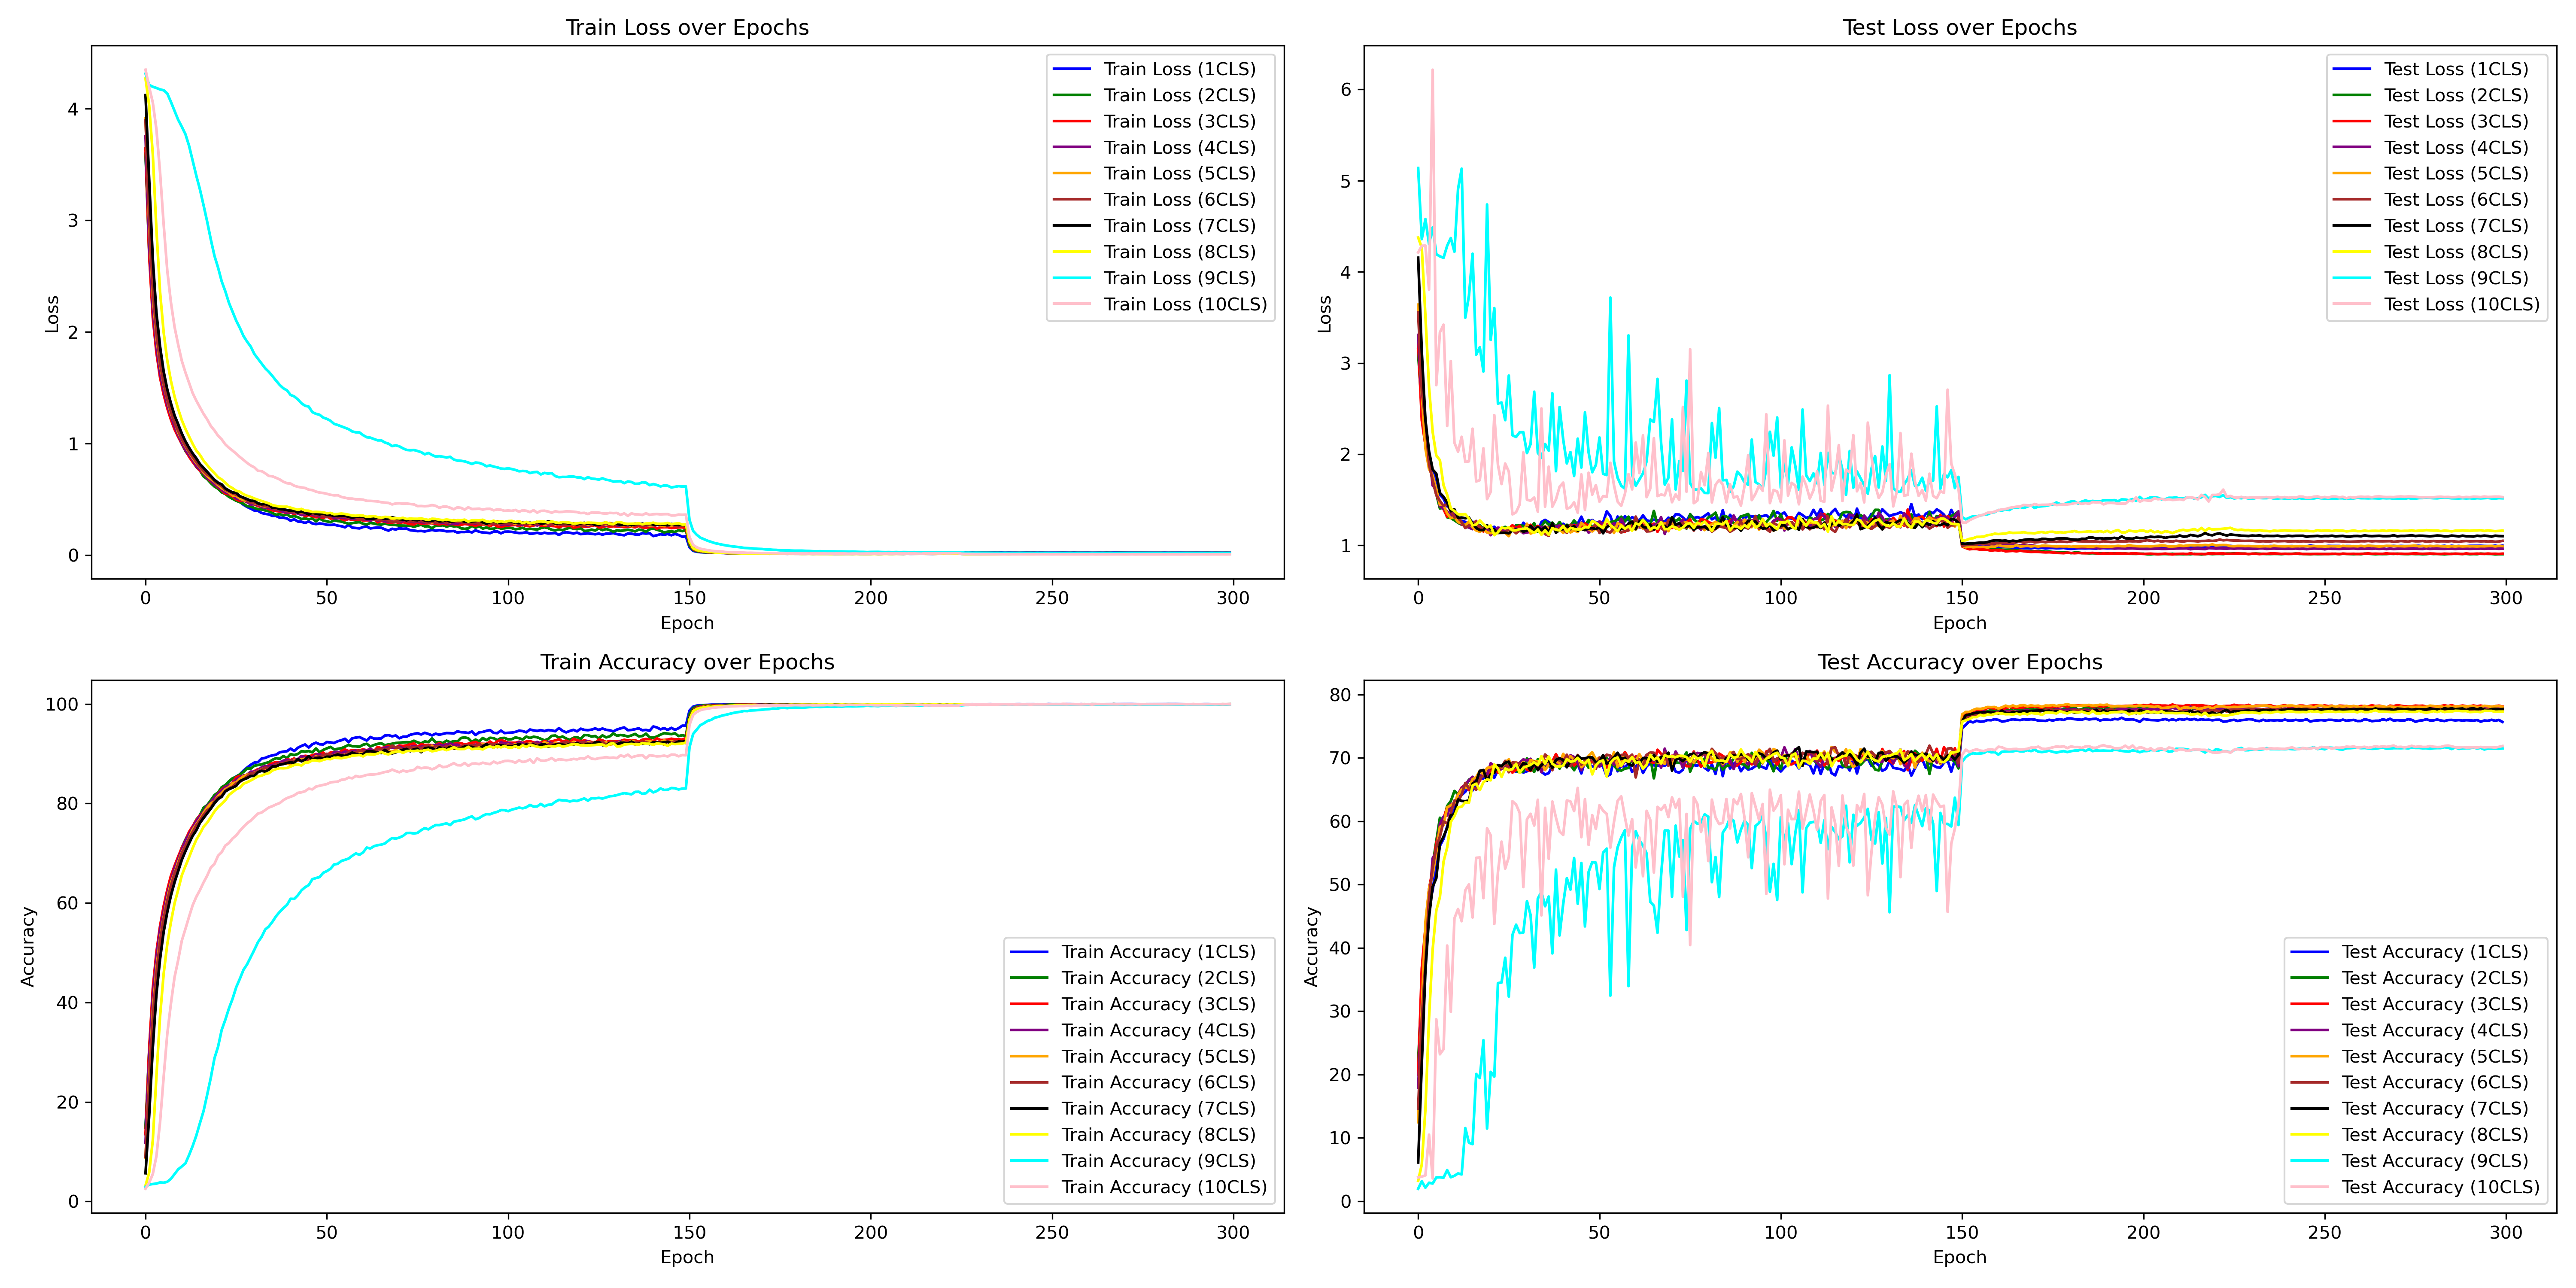 Train Loss over Epochs
4
3
2
1
0
Loss
0 50 100 150 200 250 300
Epoch
Train Loss (1CLS)
Train Loss (2CLS)
Train Loss (3CLS)
Train Loss (4CLS)
Train Loss (5CLS)
Train Loss (6CLS)
Train Loss (7CLS)
Train Loss (8CLS)
Train Loss (9CLS)
Train Loss (10CLS)
Test Loss over Epochs
6
5
4
3
2
1
Loss
0 50 100 150 200 250 300
Epoch
Test Loss (1CLS)
Test Loss (2CLS)
Test Loss (3CLS)
Test Loss (4CLS)
Test Loss (5CLS)
Test Loss (6CLS)
Test Loss (7CLS)
Test Loss (8CLS)
Test Loss (9CLS)
Test Loss (10CLS)
Train Accuracy over Epochs
100
80
60
40
20
0
Accuracy
0 50 100 150 200 250 300
Epoch
Train Accuracy (1CLS)
Train Accuracy (2CLS)
Train Accuracy (3CLS)
Train Accuracy (4CLS)
Train Accuracy (5CLS)
Train Accuracy (6CLS)
Train Accuracy (7CLS)
Train Accuracy (8CLS)
Train Accuracy (9CLS)
Train Accuracy (10CLS)
Test Accuracy over Epochs
80
70
60
50
40
30
20
10
0
Accuracy
0 50 100 150 200 250 300
Epoch
Test Accuracy (1CLS)
Test Accuracy (2CLS)
Test Accuracy (3CLS)
Test Accuracy (4CLS)
Test Accuracy (5CLS)
Test Accuracy (6CLS)
Test Accuracy (7CLS)
Test Accuracy (8CLS)
Test Accuracy (9CLS)
Test Accuracy (10CLS)